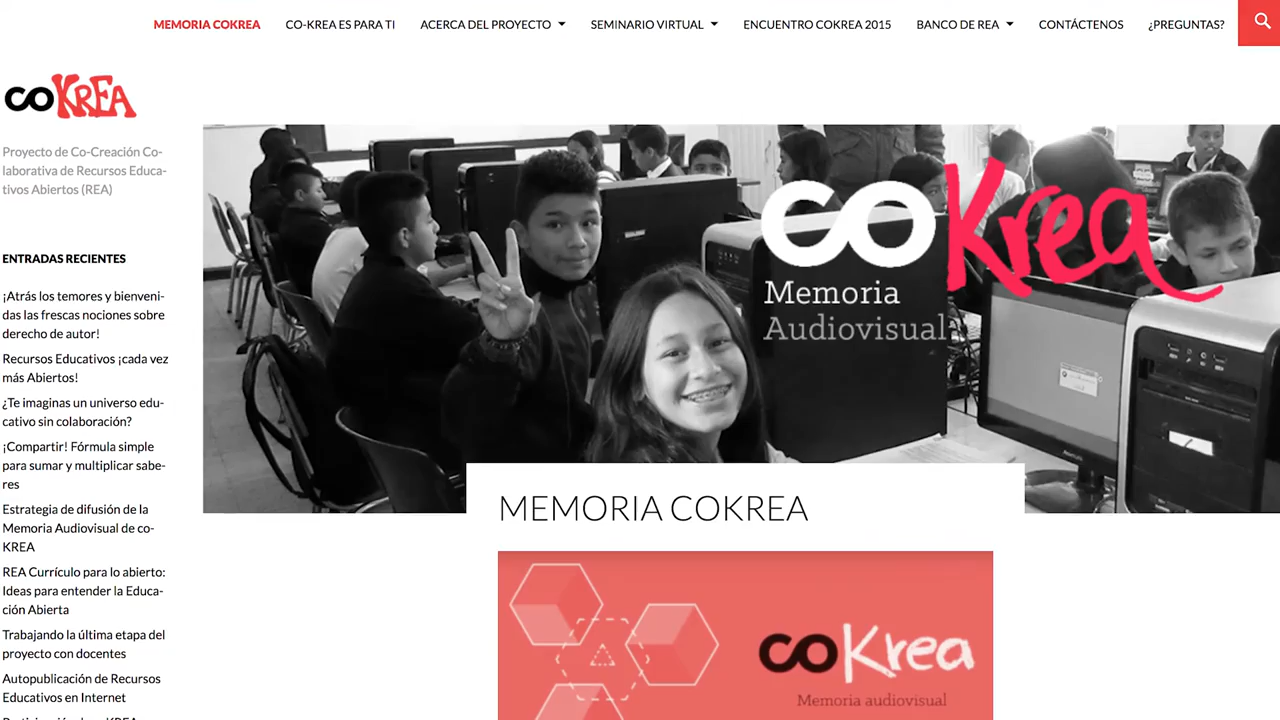 MEMORIA COKREA
CO-KREA ES PARA TI
ACERCA DEL PROYECTO
SEMINARIO VIRTUAL
ENCUENTRO COKREA 2015
BANCO DE REA
CONTÁCTENOS
¿PREGUNTAS?
coKREA
Proyecto de Co-Creación Co-
laborativa de Recursos Educa-
tivos Abiertos (REA)
ENTRADAS RECIENTES
¡Atrás los temores y bienveni-
das las frescas nociones sobre
derecho de autor!
Recursos Educativos ¡cada vez
más Abiertos!
¿Te imaginas un universo edu-
cativo sin colaboración?
¡Compartir! Fórmula simple
para sumar y multiplicar sabe-
res
Estrategia de difusión de la
Memoria Audiovisual de co-
KREA
REA Currículo para lo abierto:
Ideas para entender la Educa-
ción Abierta
Trabajando la última etapa del
proyecto con docentes
Autopublicación de Recursos
Educativos en Internet
coKrea
Memoria
Audiovisual
MEMORIA COKREA
coKrea
Memoria audiovisual